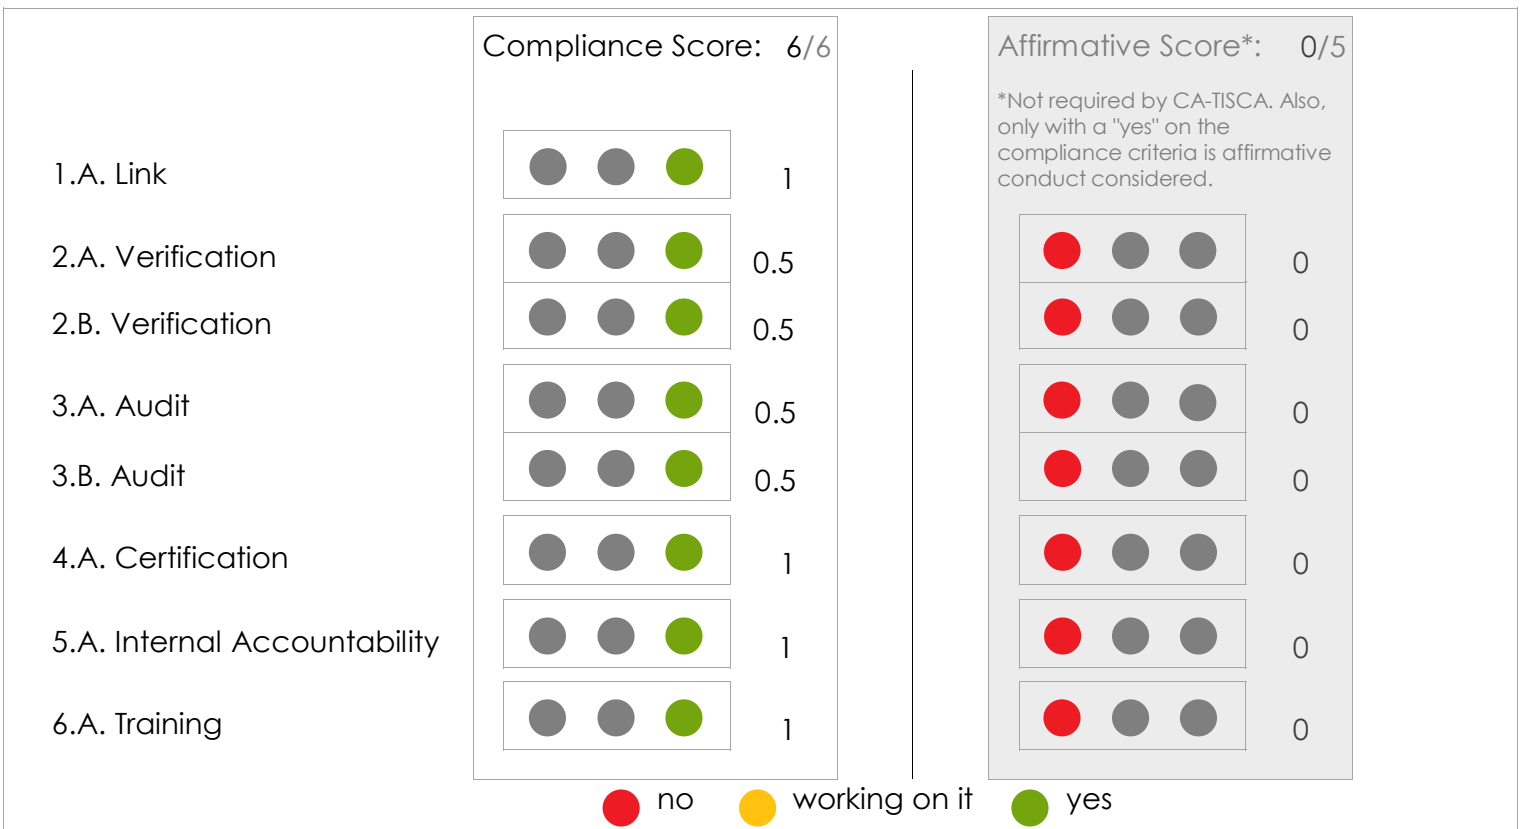 Compliance Score: 6/6
Affirmative Score*: 0/5
*Not required by CA-TISCA. Also,
only with a "yes" on the
compliance criteria is affirmative
conduct considered.
1.A. Link 1
2.A. Verification 0.5 0
2.B. Verification 0.5 0
3.A. Audit 0.5 0
3.B. Audit 0.5 0
4.A. Certification 1 0
5.A. Internal Accountability 1 0
6.A. Training 1 0
no working on it yes